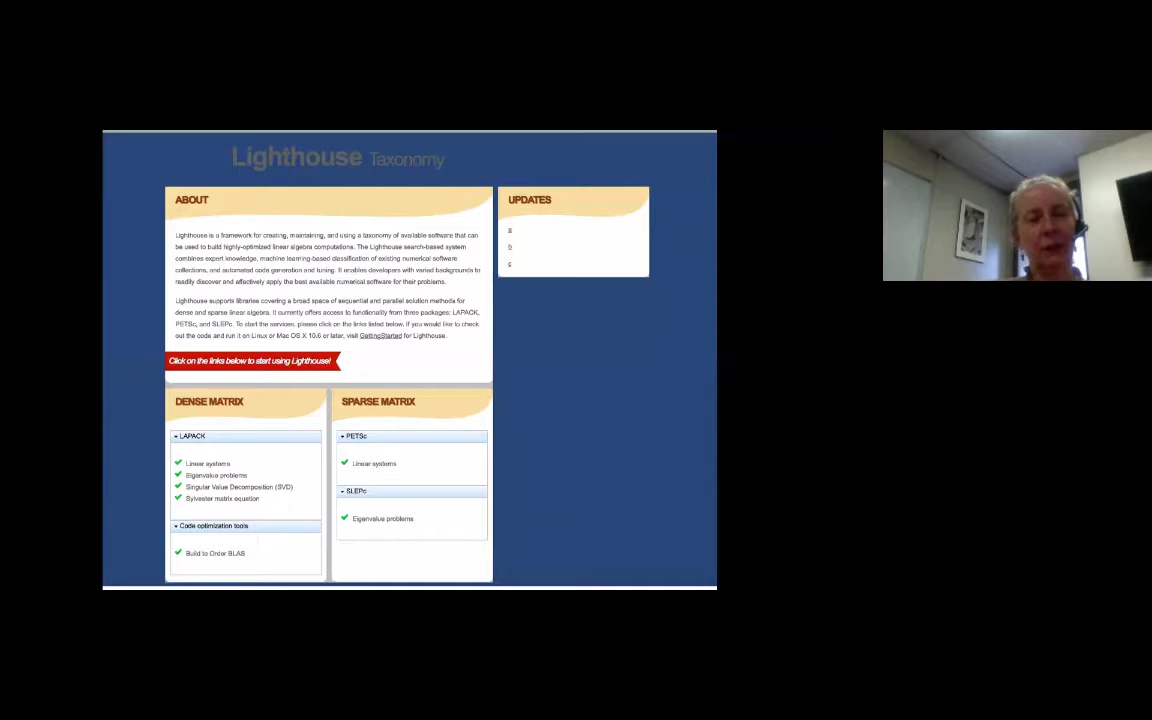 Lighthouse Taxonomy
ABOUT
Lighthouse is a framework for creating, maintaining, and using a taxonomy of available software that can
be used to build highly-optimized linear algebra computations. The Lighthouse search-based system
combines expert knowledge, machine learning-based classification of existing numerical software
collections, and automated code generation and tuning. It enables developers with varied backgrounds to
readily discover and effectively apply the best available numerical software for their problems.
Lighthouse supports libraries covering a broad space of sequential and parallel solution methods for
dense and sparse linear algebra. It currently offers access to functionality from three packages: LAPACK,
PETSc, and SLEPc. To start the services, please click on the links listed below. If you would like to check
out the code and run it on Linux or Mac OS X 10.6 or later, visit GettingStarted for Lighthouse.
Click on the links below to start using Lighthouse!
UPDATES
a
b
c
DENSE MATRIX
LAPACK
Linear systems
Eigenvalue problems
Singular Value Decomposition (SVD)
Sylvester matrix equation
Code optimization tools
Build to Order BLAS
SPARSE MATRIX
PETSc
Linear systems
SLEPc
Eigenvalue problems